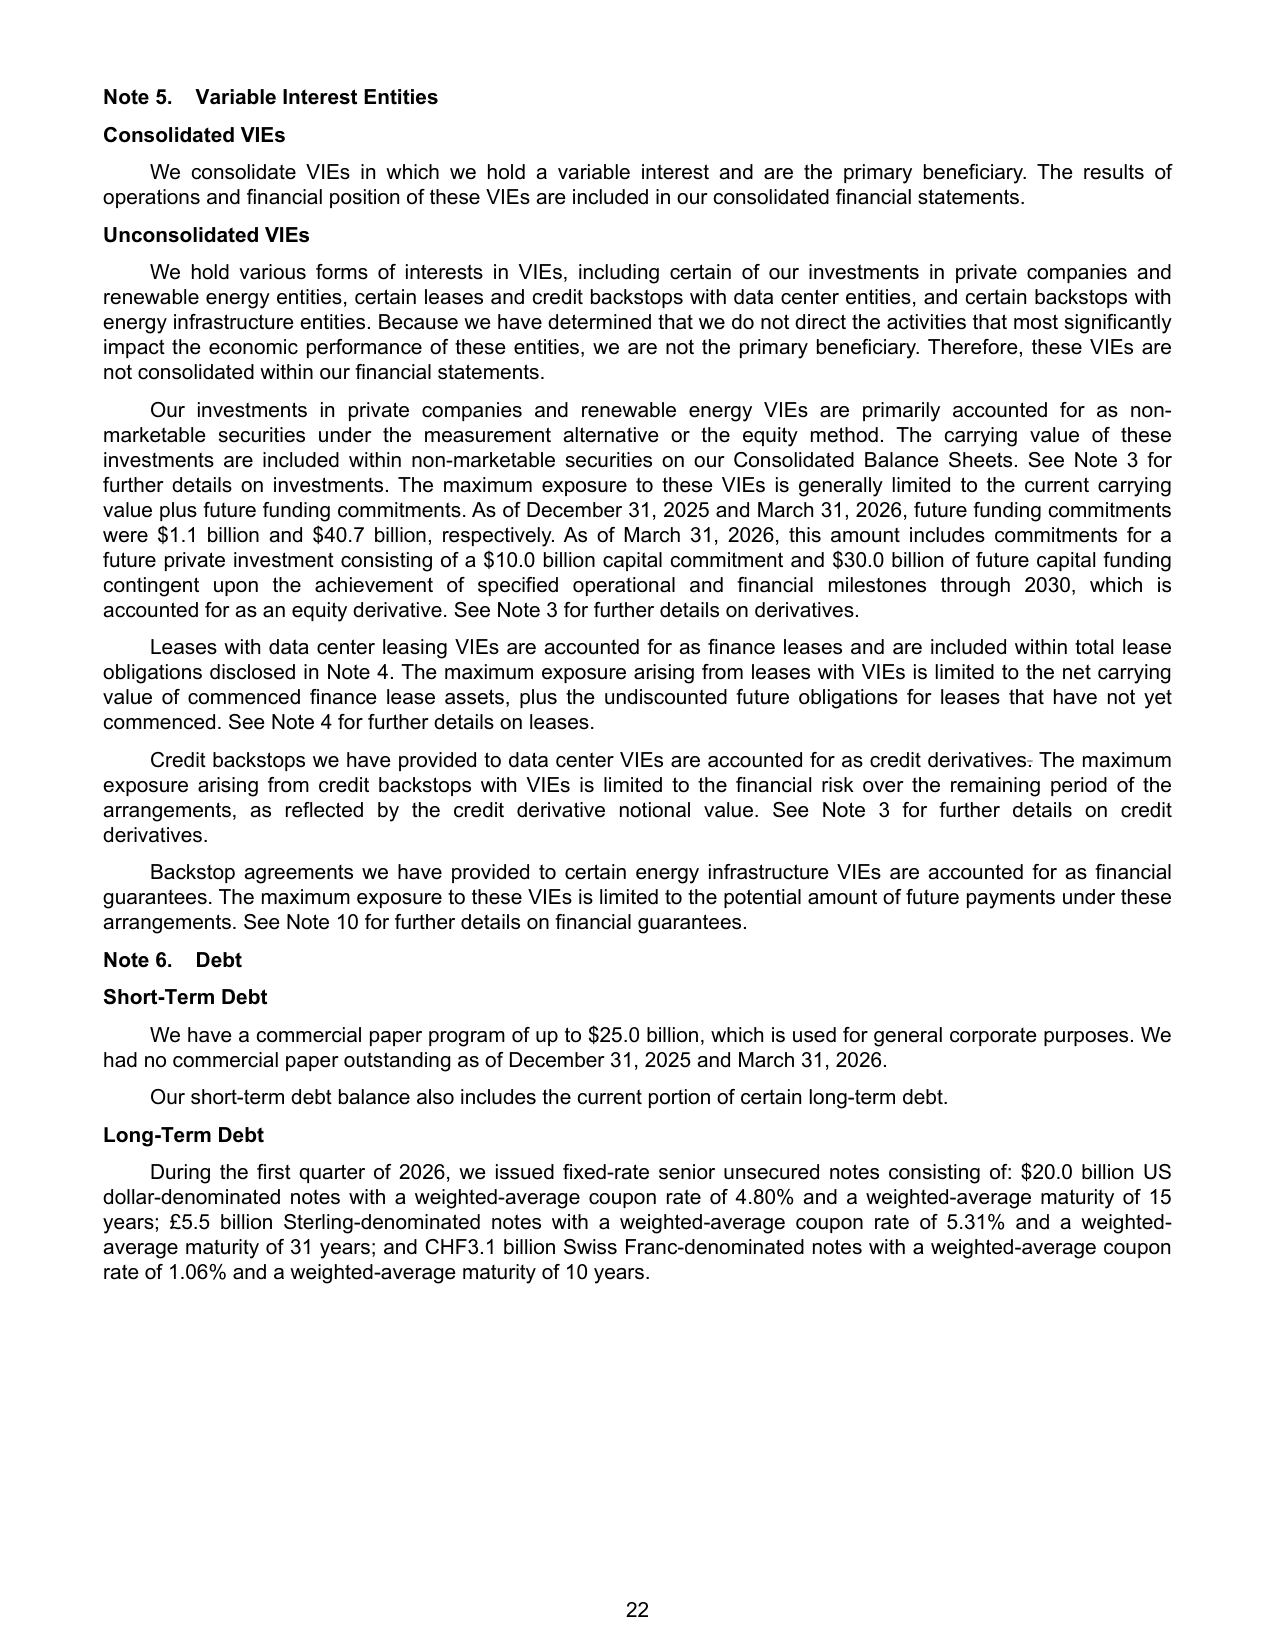 Note 5. Variable Interest Entities
Consolidated VIEs
We consolidate VIEs in which we hold a variable interest and are the primary beneficiary. The results of
operations and financial position of these VIEs are included in our consolidated financial statements.
Unconsolidated VIEs
We hold various forms of interests in VIEs, including certain of our investments in private companies and
renewable energy entities, certain leases and credit backstops with data center entities, and certain backstops with
energy infrastructure entities. Because we have determined that we do not direct the activities that most significantly
impact the economic performance of these entities, we are not the primary beneficiary. Therefore, these VIEs are
not consolidated within our financial statements.
Our investments in private companies and renewable energy VIEs are primarily accounted for as non-
marketable securities under the measurement alternative or the equity method. The carrying value of these
investments are included within non-marketable securities on our Consolidated Balance Sheets. See Note 3 for
further details on investments. The maximum exposure to these VIEs is generally limited to the current carrying
value plus future funding commitments. As of December 31, 2025 and March 31, 2026, future funding commitments
were $1.1 billion and $40.7 billion, respectively. As of March 31, 2026, this amount includes commitments for a
future private investment consisting of a $10.0 billion capital commitment and $30.0 billion of future capital funding
contingent upon the achievement of specified operational and financial milestones through 2030, which is
accounted for as an equity derivative. See Note 3 for further details on derivatives.
Leases with data center leasing VIEs are accounted for as finance leases and are included within total lease
obligations disclosed in Note 4. The maximum exposure arising from leases with VIEs is limited to the net carrying
value of commenced finance lease assets, plus the undiscounted future obligations for leases that have not yet
commenced. See Note 4 for further details on leases.
Credit backstops we have provided to data center VIEs are accounted for as credit derivatives. The maximum
exposure arising from credit backstops with VIEs is limited to the financial risk over the remaining period of the
arrangements, as reflected by the credit derivative notional value. See Note 3 for further details on credit
derivatives.
Backstop agreements we have provided to certain energy infrastructure VIEs are accounted for as financial
guarantees. The maximum exposure to these VIEs is limited to the potential amount of future payments under these
arrangements. See Note 10 for further details on financial guarantees.
Note 6. Debt
Short-Term Debt
We have a commercial paper program of up to $25.0 billion, which is used for general corporate purposes. We
had no commercial paper outstanding as of December 31, 2025 and March 31, 2026.
Our short-term debt balance also includes the current portion of certain long-term debt.
Long-Term Debt
During the first quarter of 2026, we issued fixed-rate senior unsecured notes consisting of: $20.0 billion US
dollar-denominated notes with a weighted-average coupon rate of 4.80% and a weighted-average maturity of 15
years; £5.5 billion Sterling-denominated notes with a weighted-average coupon rate of 5.31% and a weighted-
average maturity of 31 years; and CHF3.1 billion Swiss Franc-denominated notes with a weighted-average coupon
rate of 1.06% and a weighted-average maturity of 10 years.
22